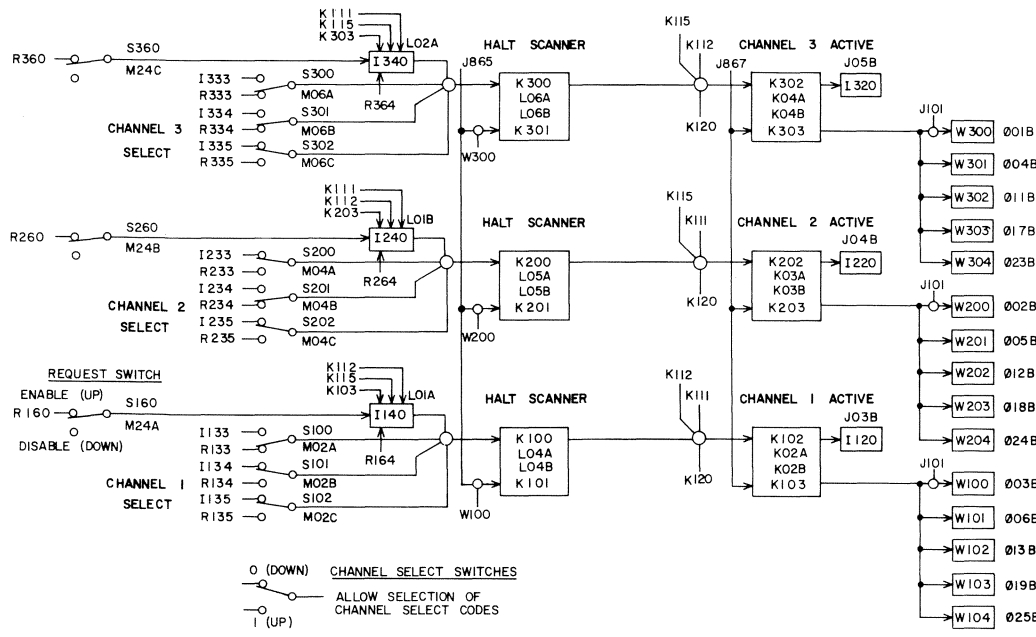 K111
K115
K303
L02A
R360
S360
M24C
I340
R364
I333
R333
S300
M06A
I334
R334
S301
M06B
I335
R335
S302
M06C
CHANNEL 3
SELECT
HALT SCANNER
J865
K300
L06A
L06B
K301
W300
K115
K112
K120
J867
CHANNEL 3 ACTIVE
J05B
K302
K04A
K04B
K303
I320
J101
W300 Ø01B
W301 Ø04B
W302 Ø11B
W303 Ø17B
W304 Ø23B
K111
K112
K203
L01B
R260
S260
M24B
I240
R264
I233
R233
S200
M04A
I234
R234
S201
M04B
I235
R235
S202
M04C
CHANNEL 2
SELECT
HALT SCANNER
K200
L05A
L05B
K201
W200
K115
K111
K120
CHANNEL 2 ACTIVE
J04B
K202
K03A
K03B
K203
I220
J101
W200 Ø02B
W201 Ø05B
W202 Ø12B
W203 Ø18B
W204 Ø24B
REQUEST SWITCH
ENABLE (UP)
R160
DISABLE (DOWN)
S160
M24A
K112
K115
K103
L01A
I140
R164
I133
R133
S100
M02A
I134
R134
S101
M02B
I135
R135
S102
M02C
CHANNEL 1
SELECT
HALT SCANNER
K100
L04A
L04B
K101
W100
K112
K111
K120
CHANNEL 1 ACTIVE
J03B
K102
K02A
K02B
K103
I120
J101
W100 Ø03B
W101 Ø06B
W102 Ø13B
W103 Ø19B
W104 Ø25B
0 (DOWN)
1 (UP)
CHANNEL SELECT SWITCHES
ALLOW SELECTION OF
CHANNEL SELECT CODES